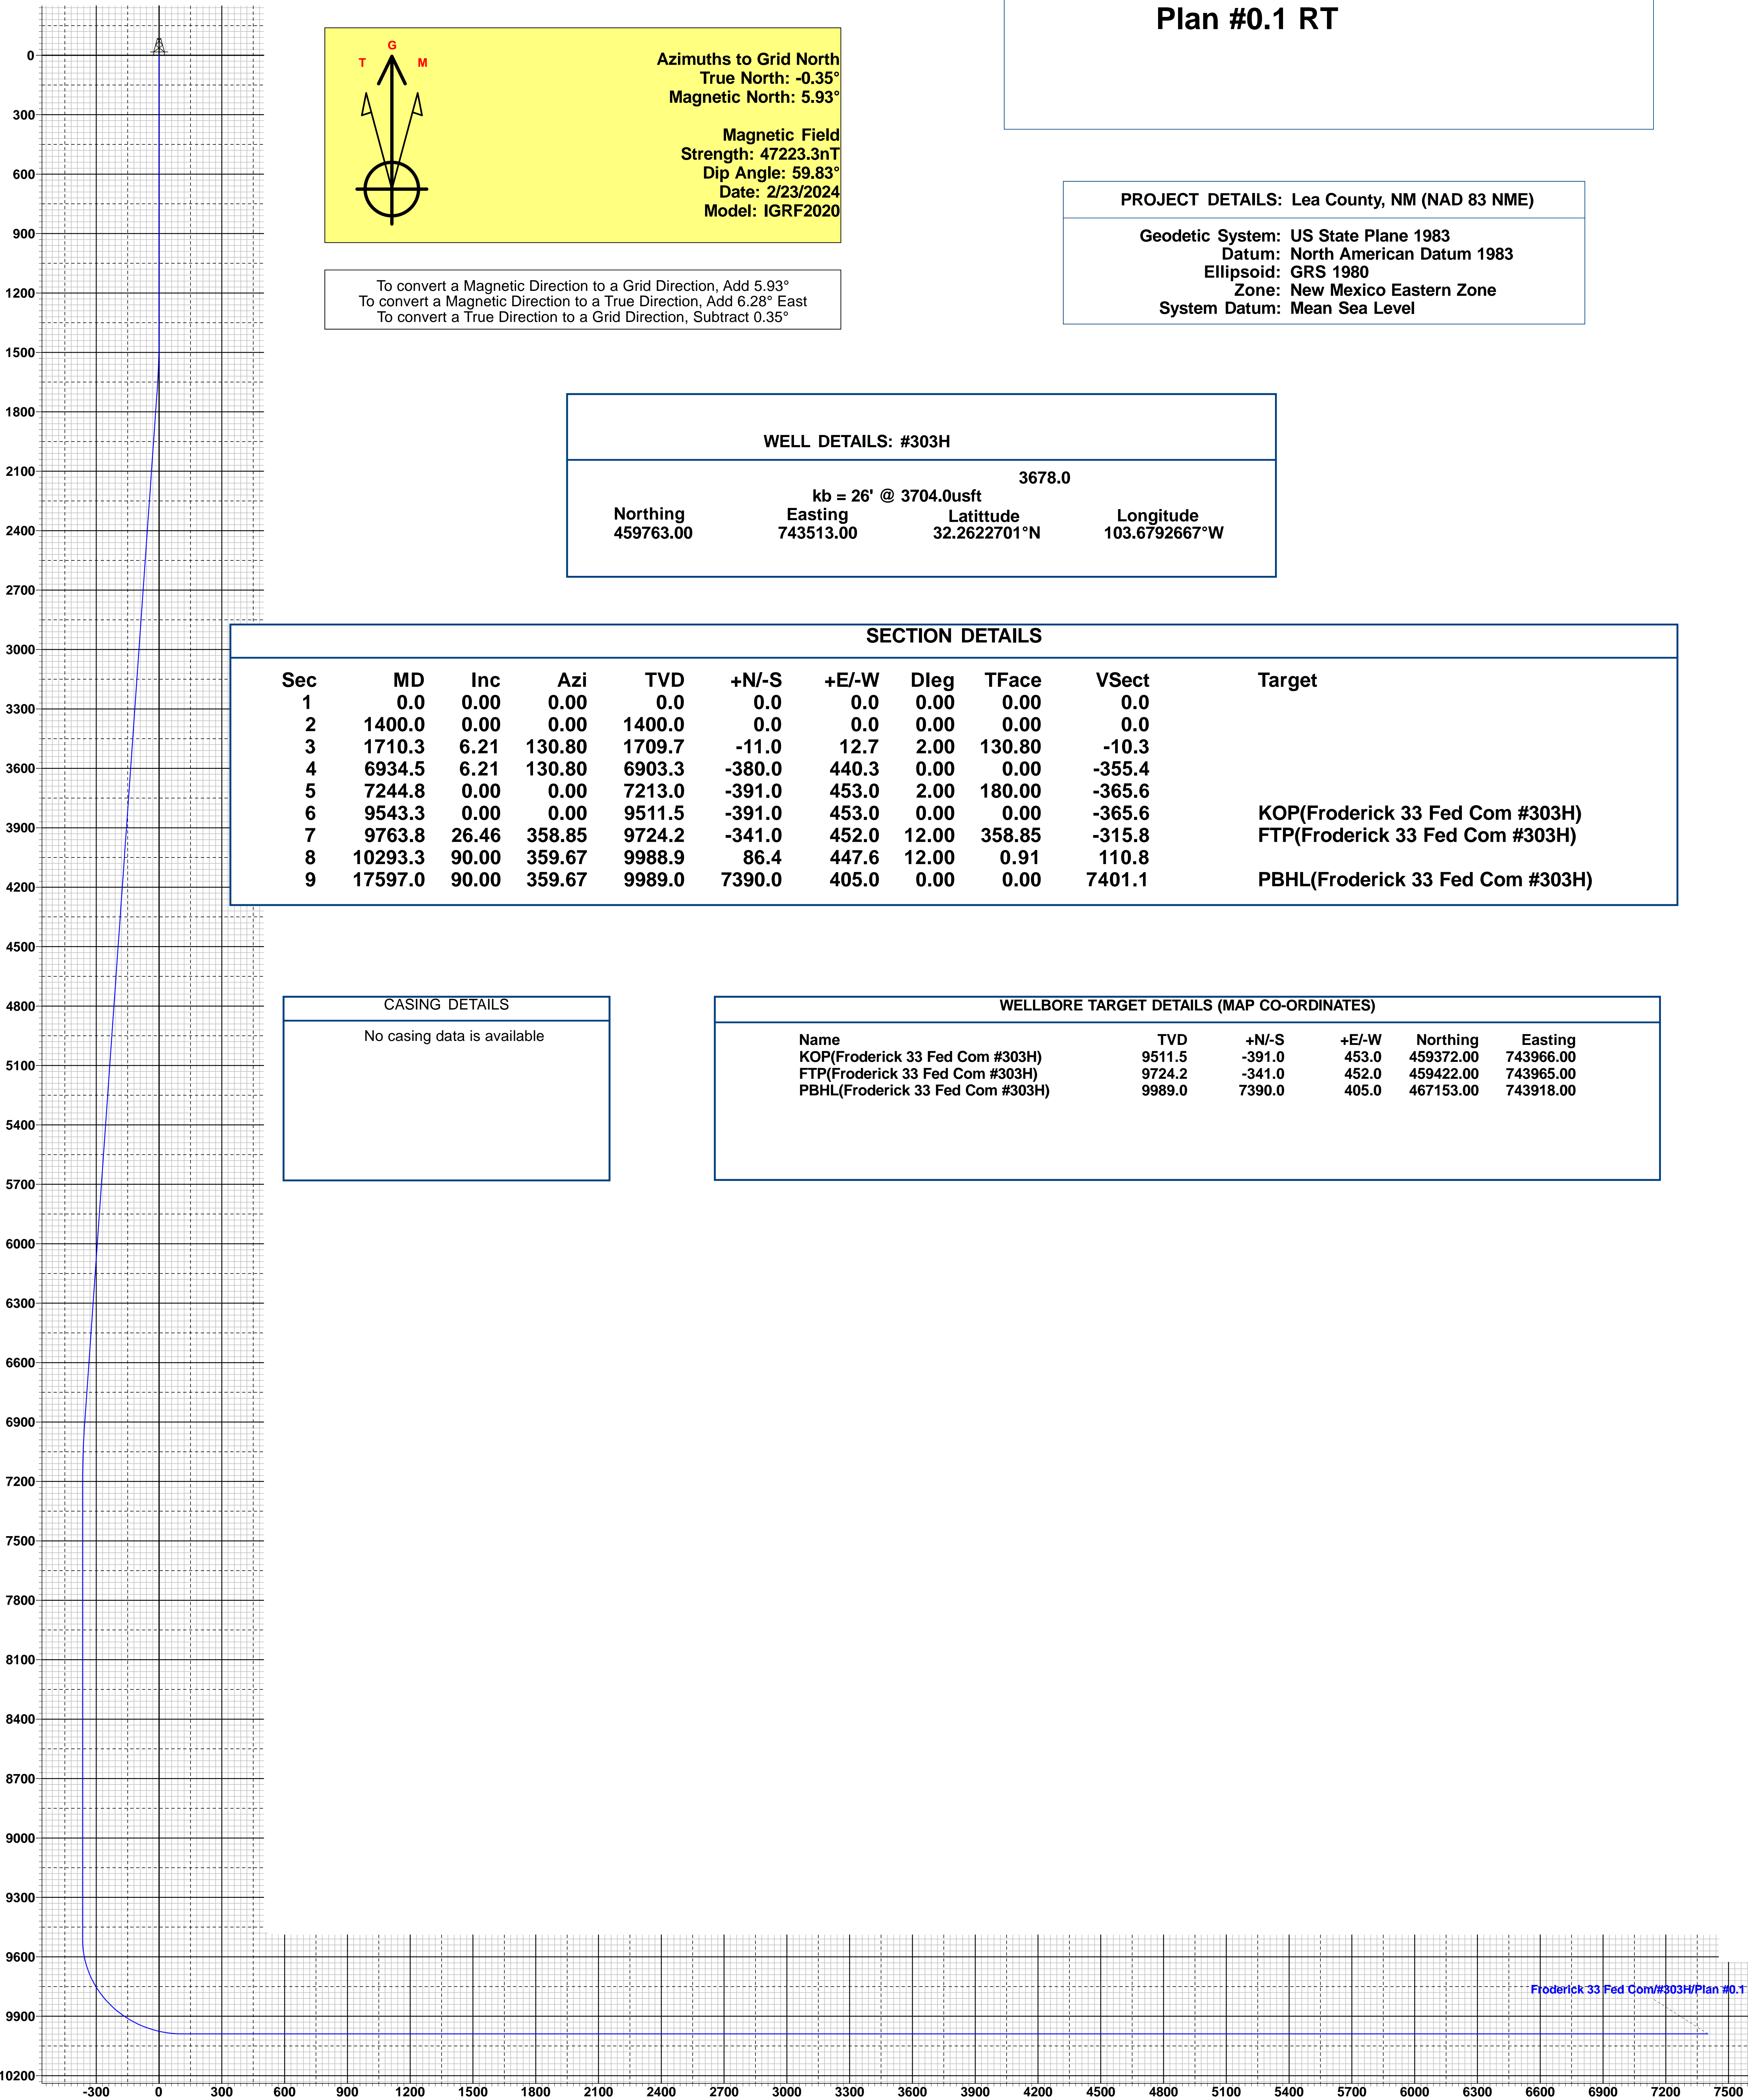 Plan #0.1 RT
G
T M
Azimuths to Grid North
True North: -0.35°
Magnetic North: 5.93°
Magnetic Field
Strength: 47223.3nT
Dip Angle: 59.83°
Date: 2/23/2024
Model: IGRF2020
To convert a Magnetic Direction to a Grid Direction, Add 5.93°
To convert a Magnetic Direction to a True Direction, Add 6.28° East
To convert a True Direction to a Grid Direction, Subtract 0.35°
PROJECT DETAILS: Lea County, NM (NAD 83 NME)
Geodetic System: US State Plane 1983
Datum: North American Datum 1983
Ellipsoid: GRS 1980
Zone: New Mexico Eastern Zone
System Datum: Mean Sea Level
WELL DETAILS: #303H
3678.0
kb = 26' @ 3704.0usft
Northing Easting Latittude Longitude
459763.00 743513.00 32.2622701°N 103.6792667°W
SECTION DETAILS
Sec MD Inc Azi TVD +N/-S +E/-W Dleg TFace VSect Target
1 0.0 0.00 0.00 0.0 0.0 0.0 0.00 0.00 0.0
2 1400.0 0.00 0.00 1400.0 0.0 0.0 0.00 0.00 0.0
3 1710.3 6.21 130.80 1709.7 -11.0 12.7 2.00 130.80 -10.3
4 6934.5 6.21 130.80 6903.3 -380.0 440.3 0.00 0.00 -355.4
5 7244.8 0.00 0.00 7213.0 -391.0 453.0 2.00 180.00 -365.6
6 9543.3 0.00 0.00 9511.5 -391.0 453.0 0.00 0.00 -365.6 KOP(Froderick 33 Fed Com #303H)
7 9763.8 26.46 358.85 9724.2 -341.0 452.0 12.00 358.85 -315.8 FTP(Froderick 33 Fed Com #303H)
8 10293.3 90.00 359.67 9988.9 86.4 447.6 12.00 0.91 110.8
9 17597.0 90.00 359.67 9989.0 7390.0 405.0 0.00 0.00 7401.1 PBHL(Froderick 33 Fed Com #303H)
CASING DETAILS
No casing data is available
WELLBORE TARGET DETAILS (MAP CO-ORDINATES)
Name TVD +N/-S +E/-W Northing Easting
KOP(Froderick 33 Fed Com #303H) 9511.5 -391.0 453.0 459372.00 743966.00
FTP(Froderick 33 Fed Com #303H) 9724.2 -341.0 452.0 459422.00 743965.00
PBHL(Froderick 33 Fed Com #303H) 9989.0 7390.0 405.0 467153.00 743918.00
0
300
600
900
1200
1500
1800
2100
2400
2700
3000
3300
3600
3900
4200
4500
4800
5100
5400
5700
6000
6300
6600
6900
7200
7500
7800
8100
8400
8700
9000
9300
9600
9900
10200
Froderick 33 Fed Com/#303H/Plan #0.1
-300 0 300 600 900 1200 1500 1800 2100 2400 2700 3000 3300 3600 3900 4200 4500 4800 5100 5400 5700 6000 6300 6600 6900 7200 7500